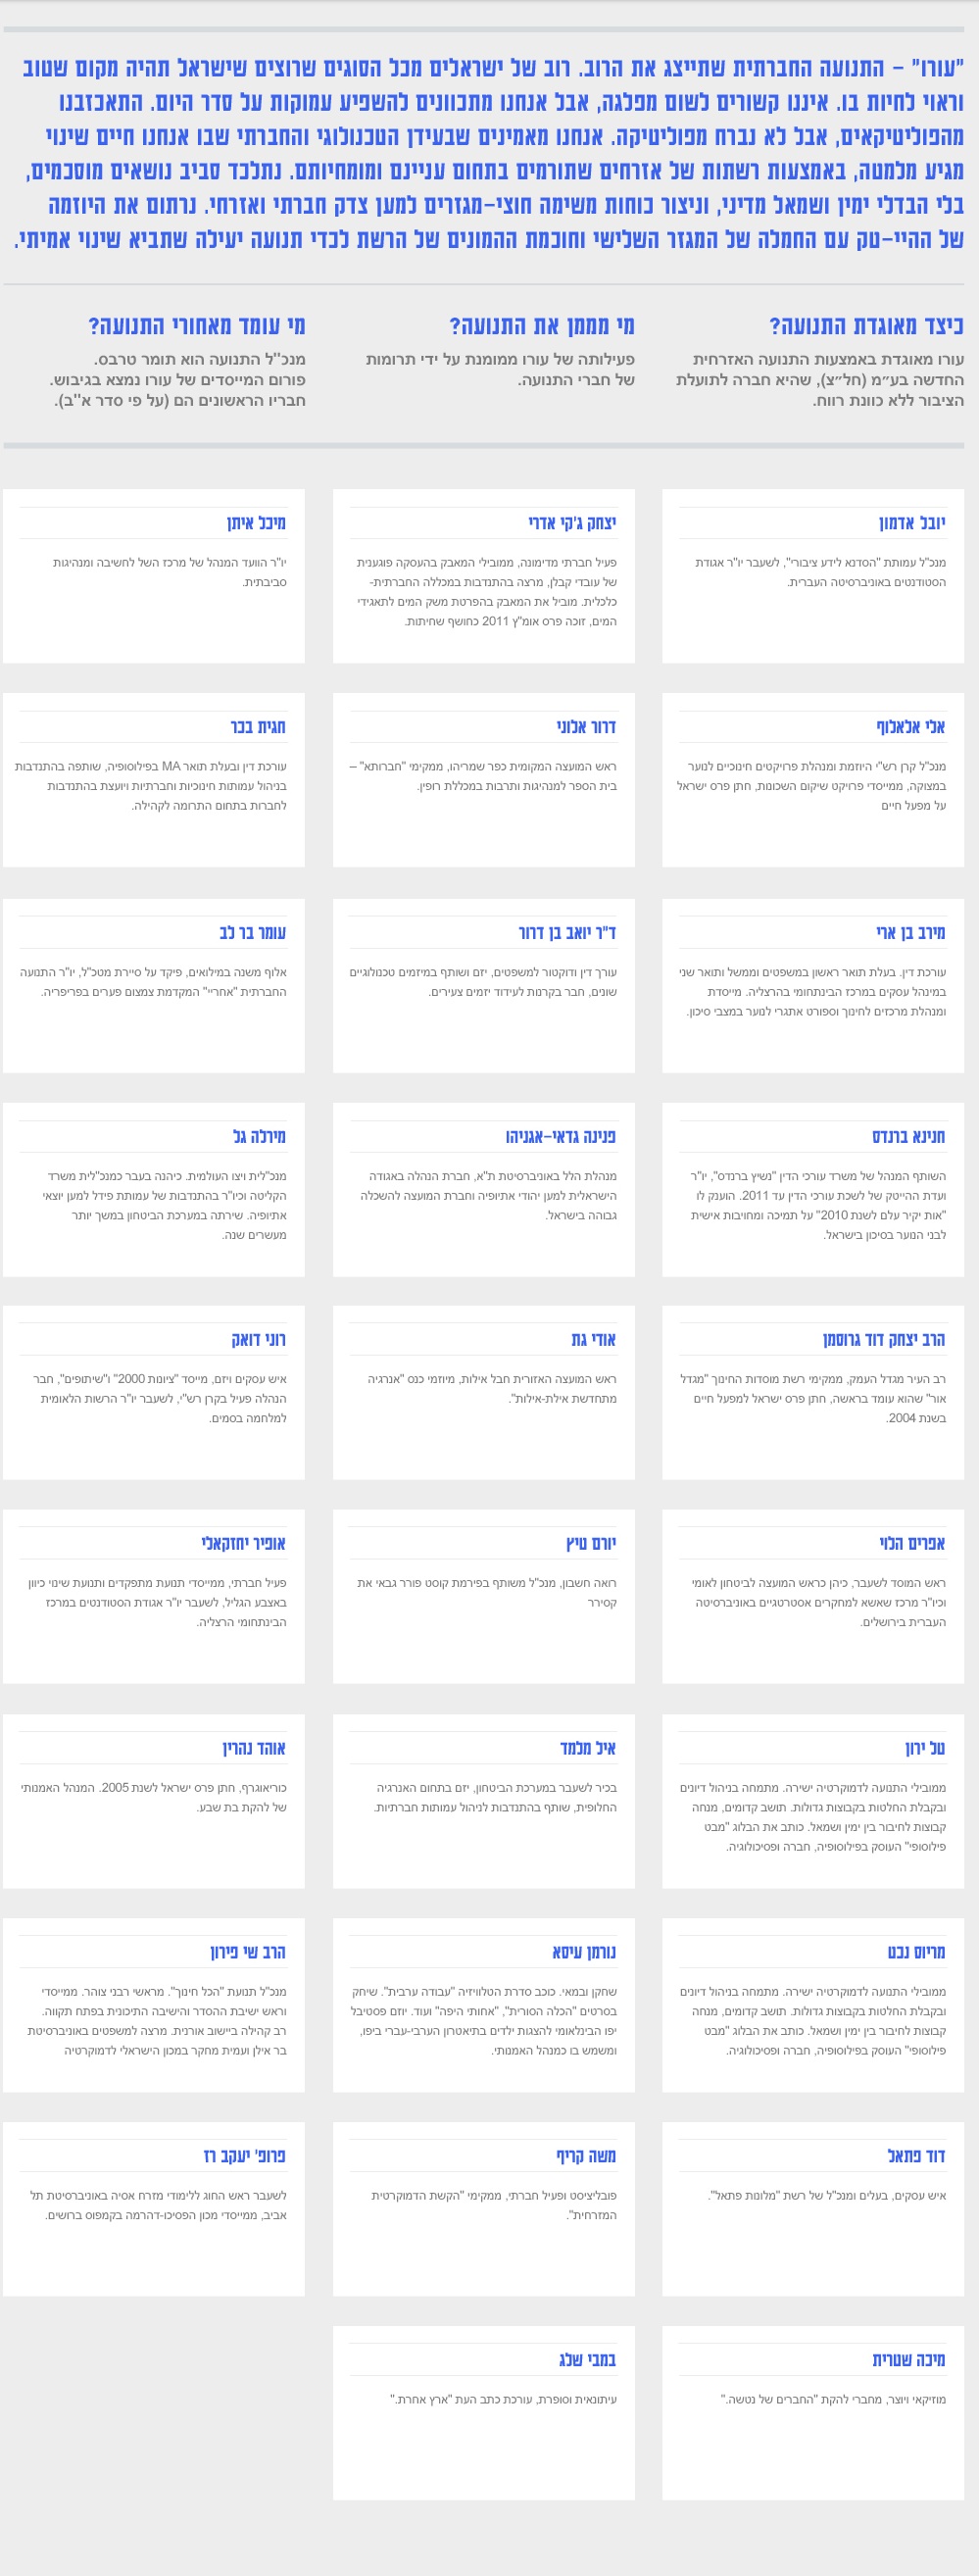 "עורו" – התנועה החברתית שתייצג את הרוב. רוב של ישראלים מכל הסוגים שרוצים שישראל תהיה מקום שטוב
וראוי לחיות בו. איננו קשורים לשום מפלגה, אבל אנחנו מתכוונים להשפיע עמוקות על סדר היום. התאכזבנו
מהפוליטיקאים, אבל לא נברח מפוליטיקה. אנחנו מאמינים שבעידן הטכנולוגי והחברתי שבו אנחנו חיים שינוי
מגיע מלמטה, באמצעות רשתות של אזרחים שתורמים בתחום עניינם ומומחיותם. נתלכד סביב נושאים מוסכמים,
בלי הבדלי ימין ושמאל מדיני, וניצור כוחות משימה חוצי-מגזרים למען צדק חברתי ואזרחי. נרתום את היוזמה
של ההיי-טק עם החמלה של המגזר השלישי וחוכמת ההמונים של הרשת לכדי תנועה יעילה שתביא שינוי אמיתי.
כיצד מאוגדת התנועה?
עורו מאוגדת באמצעות התנועה האזרחית
החדשה בע״מ (חל״צ), שהיא חברה לתועלת
הציבור ללא כוונת רווח.
מי מממן את התנועה?
פעילותה של עורו ממומנת על ידי תרומות
של חברי התנועה.
מי עומד מאחורי התנועה?
מנכ"ל התנועה הוא תומר טרבס.
פורום המייסדים של עורו נמצא בגיבוש.
חבריו הראשונים הם (על פי סדר א"ב).
יובל אדמון
מנכ"ל עמותת "הסדנא לידע ציבורי", לשעבר יו"ר אגודת
הסטודנטים באוניברסיטה העברית.
יצחק ג'קי אדרי
פעיל חברתי מדימונה, ממובילי המאבק בהעסקה פוגענית
של עובדי קבלן, מרצה בהתנדבות במכללה החברתית-
כלכלית. מוביל את המאבק בהפרטת משק המים לתאגידי
המים, זוכה פרס אומ"ץ 2011 כחושף שחיתות.
מיכל איתן
יו"ר הוועד המנהל של מרכז השל לחשיבה ומנהיגות
סביבתית.
אלי אלאלוף
מנכ"ל קרן רש"י היוזמת ומנהלת פרויקטים חינוכיים לנוער
במצוקה, ממייסדי פרויקט שיקום השכונות, חתן פרס ישראל
על מפעל חיים
דרור אלוני
ראש המועצה המקומית כפר שמריהו, ממקימי "חברותא" –
בית הספר למנהיגות ותרבות במכללת רופין.
חגית בכר
עורכת דין ובעלת תואר MA בפילוסופיה, שותפה בהתנדבות
בניהול עמותות חינוכיות וחברתיות ויועצת בהתנדבות
לחברות בתחום התרומה לקהילה.
מירב בן ארי
עורכת דין. בעלת תואר ראשון במשפטים וממשל ותואר שני
במינהל עסקים במרכז הבינתחומי בהרצליה. מייסדת
ומנהלת מרכזים לחינוך וספורט אתגרי לנוער במצבי סיכון.
ד"ר יואב בן דרור
עורך דין ודוקטור למשפטים, יזם ושותף במיזמים טכנולוגיים
שונים, חבר בקרנות לעידוד יזמים צעירים.
עומר בר לב
אלוף משנה במילואים, פיקד על סיירת מטכ"ל, יו"ר התנועה
החברתית "אחריי" המקדמת צמצום פערים בפריפריה.
חנינא ברנדס
השותף המנהל של משרד עורכי הדין "נשיץ ברנדס", יו"ר
ועדת ההייטק של לשכת עורכי הדין עד 2011. הוענק לו
"אות יקיר עלם לשנת 2010" על תמיכה ומחויבות אישית
לבני הנוער בסיכון בישראל.
פנינה גדאי-אגניהו
מנהלת הלל באוניברסיטת ת"א, חברת הנהלה באגודה
הישראלית למען יהודי אתיופיה וחברת המועצה להשכלה
גבוהה בישראל.
מירלה גל
מנכ"לית ויצו העולמית. כיהנה בעבר כמנכ"לית משרד
הקליטה וכיו"ר בהתנדבות של עמותת פידל למען יוצאי
אתיופיה. שירתה במערכת הביטחון במשך יותר
מעשרים שנה.
הרב יצחק דוד גרוסמן
רב העיר מגדל העמק, ממקימי רשת מוסדות החינוך "מגדל
אור" שהוא עומד בראשה, חתן פרס ישראל למפעל חיים
בשנת 2004.
אודי גת
ראש המועצה האזורית חבל אילות, מיוזמי כנס "אנרגיה
מתחדשת אילת-אילות".
רוני דואק
איש עסקים ויזם, מייסד "ציונות 2000" ו"שיתופים", חבר
הנהלה פעיל בקרן רש"י, לשעבר יו"ר הרשות הלאומית
למלחמה בסמים.
אפרים הלוי
ראש המוסד לשעבר, כיהן כראש המועצה לביטחון לאומי
וכיו"ר מרכז שאשא למחקרים אסטרטגיים באוניברסיטה
העברית בירושלים.
יורם טיץ
רואה חשבון, מנכ"ל משותף בפירמת קוסט פורר גבאי את
קסירר
אופיר יחזקאלי
פעיל חברתי, ממייסדי תנועת מתפקדים ותנועת שינוי כיוון
באצבע הגליל, לשעבר יו"ר אגודת הסטודנטים במרכז
הבינתחומי הרצליה.
טל ירון
ממובילי התנועה לדמוקרטיה ישירה. מתמחה בניהול דיונים
ובקבלת החלטות בקבוצות גדולות. תושב קדומים, מנחה
קבוצות לחיבור בין ימין ושמאל. כותב את הבלוג "מבט
פילוסופי" העוסק בפילוסופיה, חברה ופסיכולוגיה.
איל מלמד
בכיר לשעבר במערכת הביטחון, יזם בתחום האנרגיה
החלופית, שותף בהתנדבות לניהול עמותות חברתיות.
אוהד נהרין
כוריאוגרף, חתן פרס ישראל לשנת 2005. המנהל האמנותי
של להקת בת שבע.
מריוס נכט
ממובילי התנועה לדמוקרטיה ישירה. מתמחה בניהול דיונים
ובקבלת החלטות בקבוצות גדולות. תושב קדומים, מנחה
קבוצות לחיבור בין ימין ושמאל. כותב את הבלוג "מבט
פילוסופי" העוסק בפילוסופיה, חברה ופסיכולוגיה.
נורמן עיסא
שחקן ובמאי. כוכב סדרת הטלוויזיה "עבודה ערבית". שיחק
בסרטים "הכלה הסורית", "אחותי היפה" ועוד. יוזם פסטיבל
יפו הבינלאומי להצגות ילדים בתיאטרון הערבי-עברי ביפו,
ומשמש בו כמנהל האמנותי.
הרב שי פירון
מנכ"ל תנועת "הכל חינוך". מראשי רבני צוהר. ממייסדי
וראש ישיבת ההסדר והישיבה התיכונית בפתח תקווה.
רב קהילה ביישוב אורנית. מרצה למשפטים באוניברסיטת
בר אילן ועמית מחקר במכון הישראלי לדמוקרטיה
דוד פתאל
איש עסקים, בעלים ומנכ"ל של רשת "מלונות פתאל".
משה קריף
פובליציסט ופעיל חברתי, ממקימי "הקשת הדמוקרטית
המזרחית".
פרופ' יעקב רז
לשעבר ראש החוג ללימודי מזרח אסיה באוניברסיטת תל
אביב, ממייסדי מכון הפסיכו-דהרמה בקמפוס ברושים.
מיכה שטרית
מוזיקאי ויוצר, מחברי להקת "החברים של נטשה."
במבי שלג
עיתונאית וסופרת, עורכת כתב העת "ארץ אחרת."